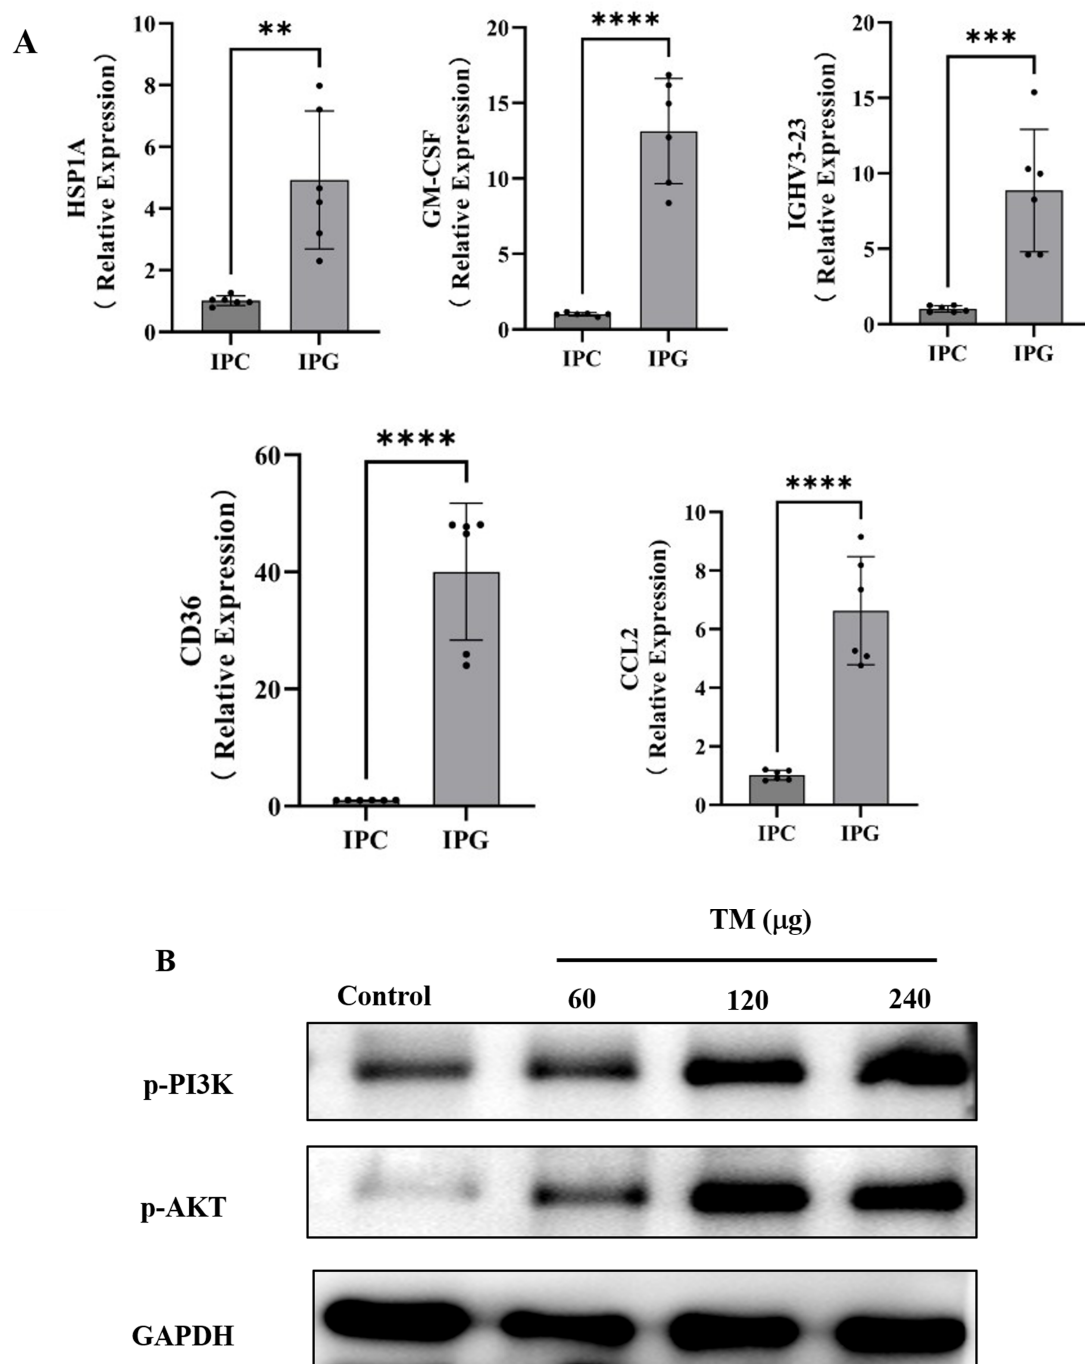 A
HSP1A
( Relative Expression)
10
8
6
4
2
0
**
IPC
IPG
GM-CSF
( Relative Expression)
20
15
10
5
0
****
IPC
IPG
IGHV3-23
( Relative Expression)
20
15
10
5
0
***
IPC
IPG
CD36
( Relative Expression)
60
40
20
0
****
IPC
IPG
CCL2
( Relative Expression)
10
8
6
4
2
0
****
IPC
IPG
B
TM (μg)
Control
60
120
240
p-PI3K
p-AKT
GAPDH